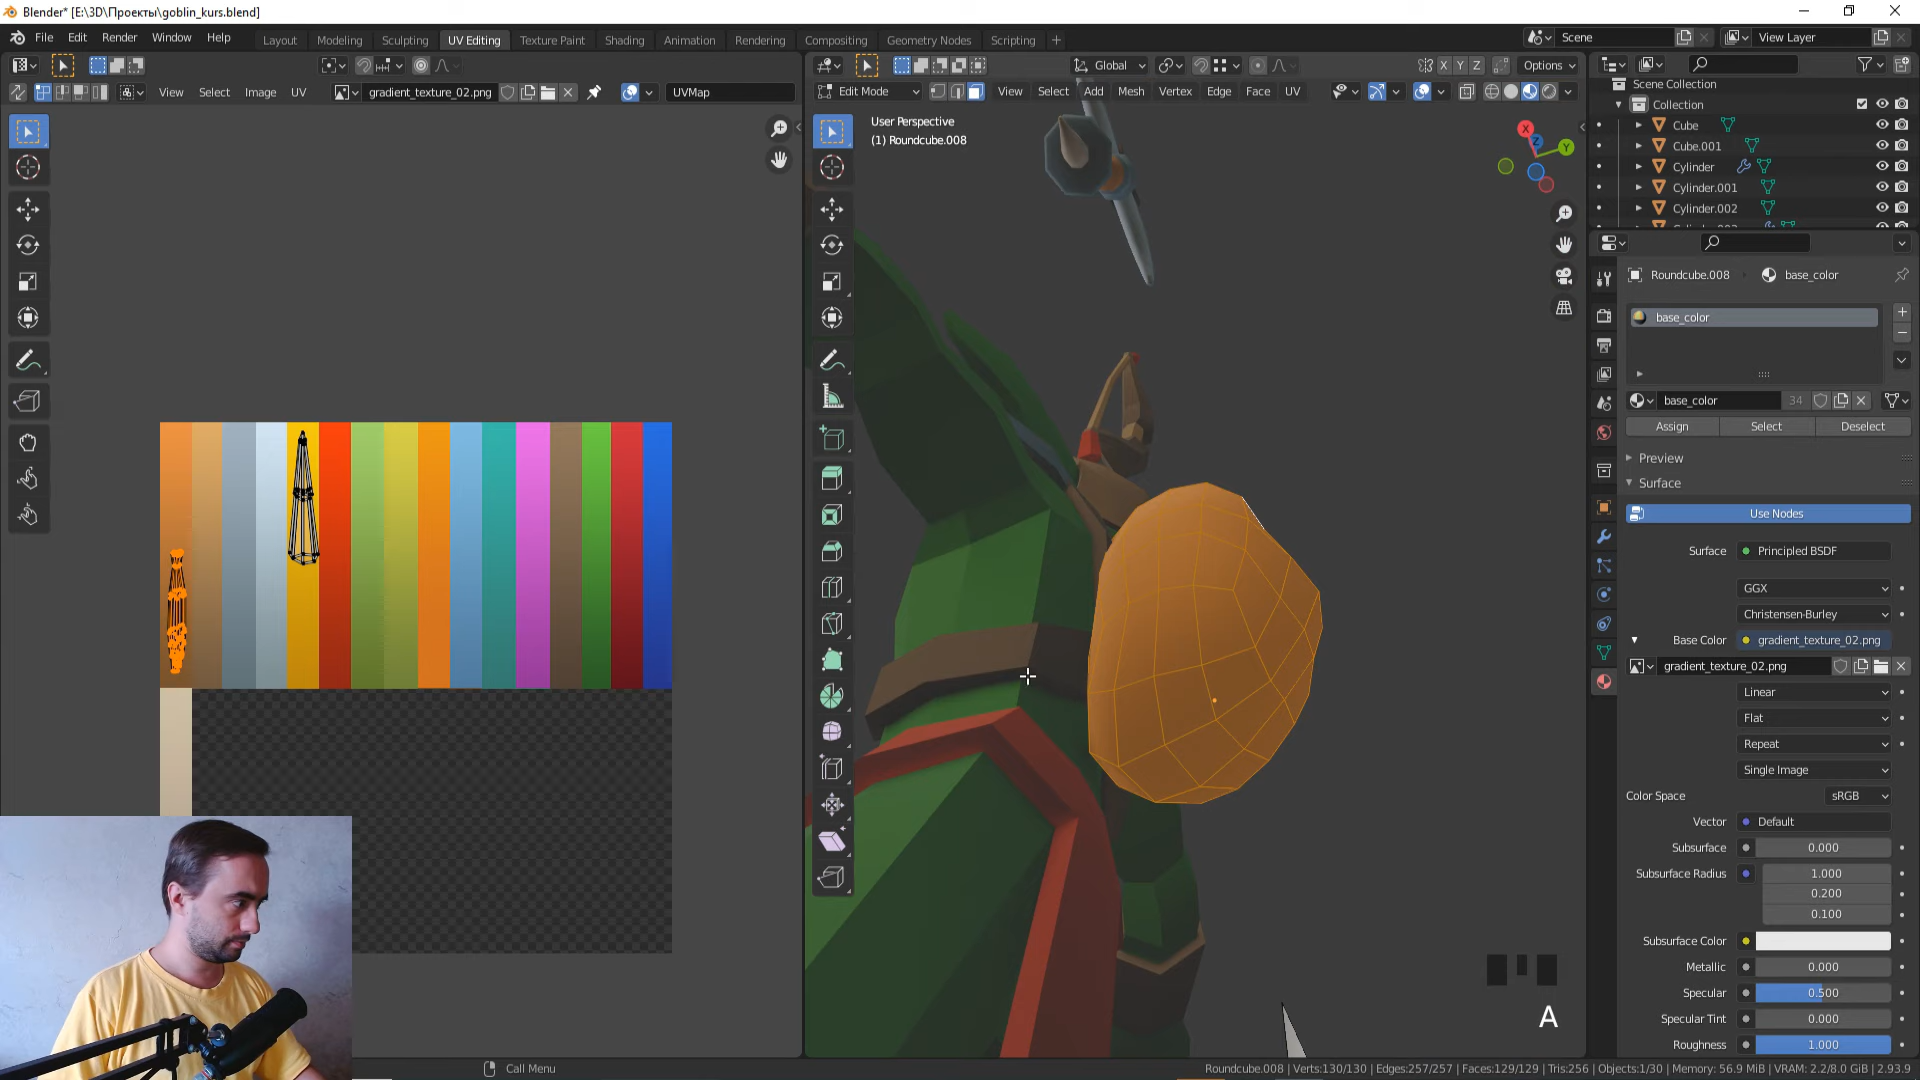 Blender* [E:\3D\Проекты\goblin_kurs.blend]
File Edit Render Window Help
Layout Modeling Sculpting UV Editing Texture Paint Shading Animation Rendering Compositing Geometry Nodes Scripting +
Scene
View Layer
Global
X Y Z
Options
View Select Image UV
gradient_texture_02.png
UVMap
Edit Mode
View Select Add Mesh Vertex Edge Face UV
User Perspective
(1) Roundcube.008
X
Y
Z
Scene Collection
Collection
Cube
Cube.001
Cylinder
Cylinder.001
Cylinder.002
Roundcube.008
base_color
base_color
base_color
34
Assign Select Deselect
Preview
Surface
Use Nodes
Surface Principled BSDF
GGX
Christensen-Burley
Base Color gradient_texture_02.png
gradient_texture_02.png
Linear
Flat
Repeat
Single Image
Color Space sRGB
Vector Default
Subsurface 0.000
Subsurface Radius 1.000
0.200
0.100
Subsurface Color
Metallic 0.000
Specular 0.500
Specular Tint 0.000
Roughness 1.000
A
Call Menu
Roundcube.008 | Verts:130/130 | Edges:257/257 | Faces:129/129 | Tris:256 | Objects:1/30 | Memory: 56.9 MiB | VRAM: 2.2/8.0 GiB | 2.93.9